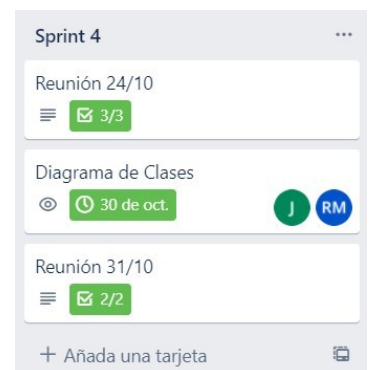 Sprint 4
Reunión 24/10
3/3
Diagrama de Clases
30 de oct.
J
RM
Reunión 31/10
2/2
+ Añada una tarjeta